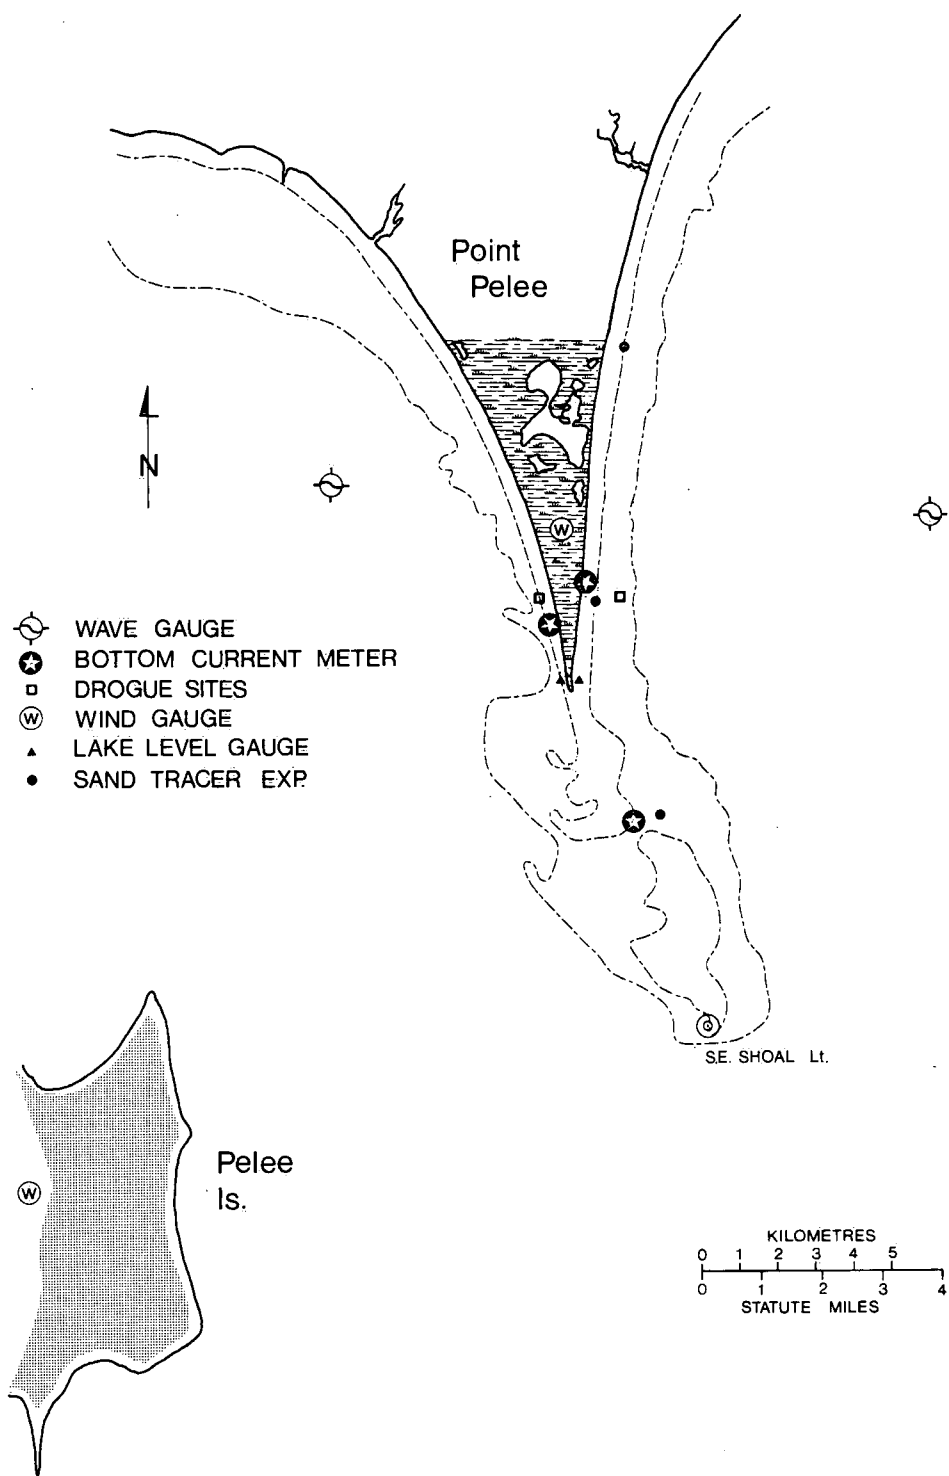 Point
Pelee
N
W
WAVE GAUGE
BOTTOM CURRENT METER
DROGUE SITES
W WIND GAUGE
LAKE LEVEL GAUGE
SAND TRACER EXP.
S.E. SHOAL Lt.
Pelee
Is.
W
KILOMETRES
0 1 2 3 4 5
0 1 2 3 4
STATUTE MILES